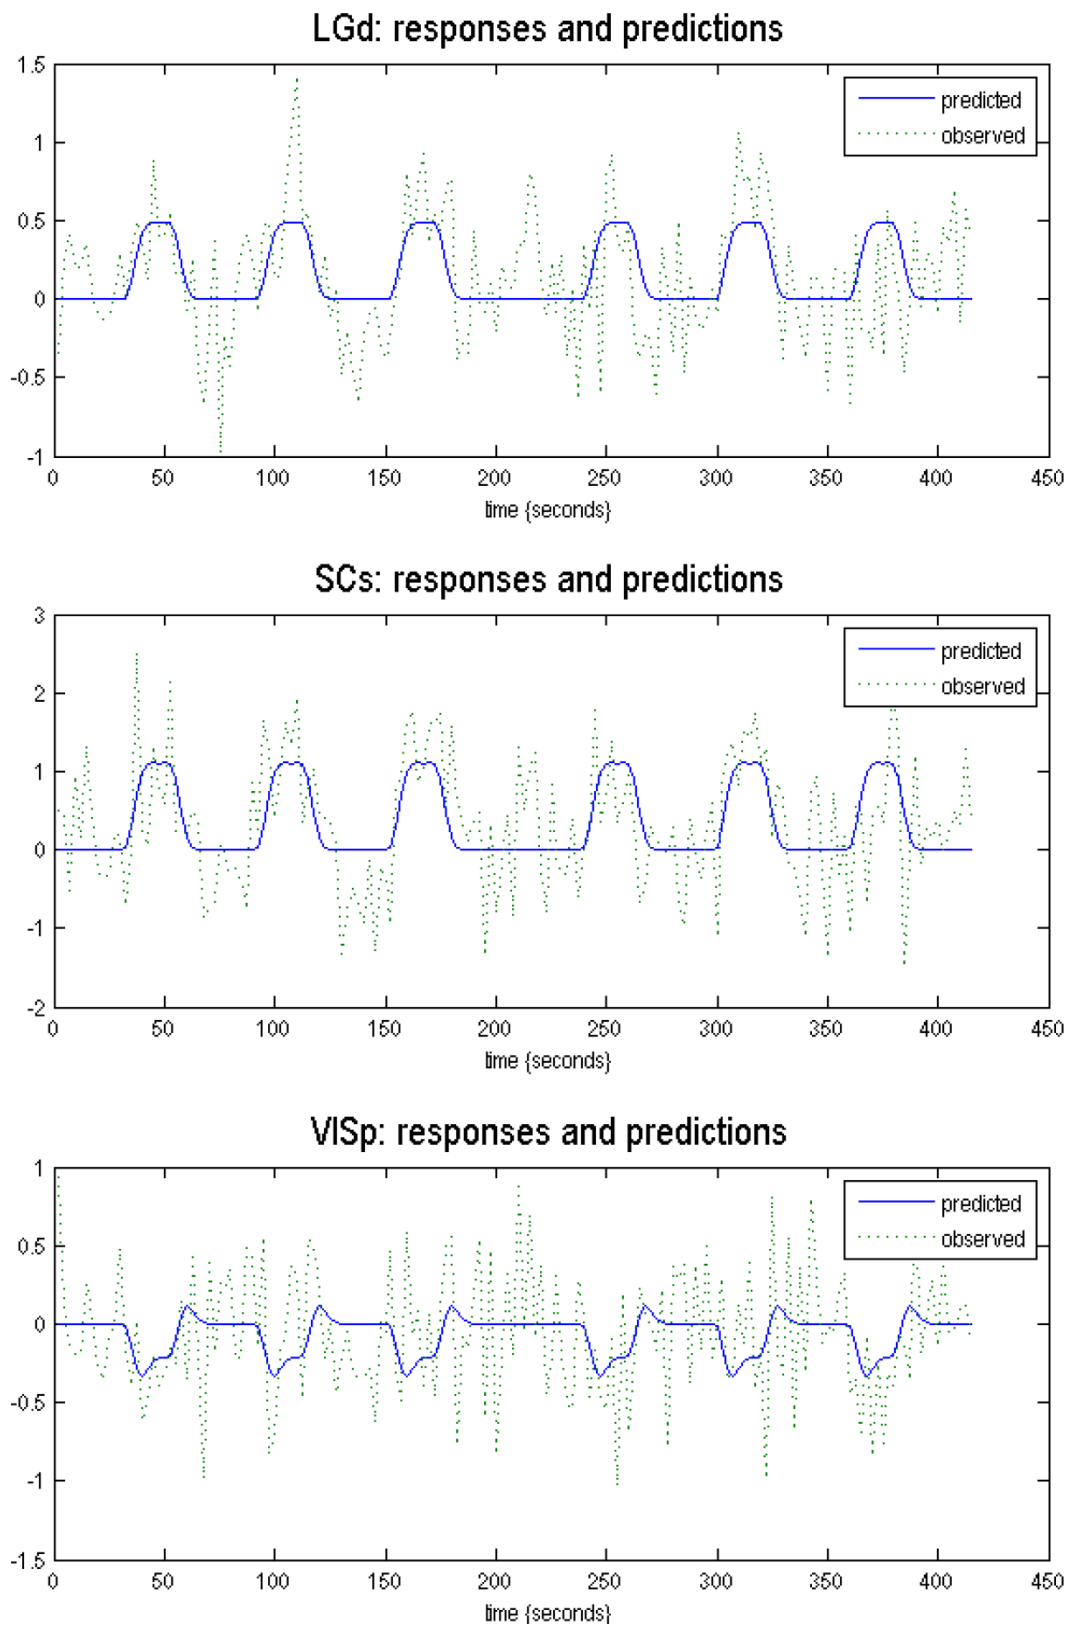 LGd: responses and predictions
1.5
predicted
observed
1
0.5
0
-0.5
-1
0 50 100 150 200 250 300 350 400 450
time {seconds}
SCs: responses and predictions
3
predicted
observed
2
1
0
-1
-2
0 50 100 150 200 250 300 350 400 450
time {seconds}
VISp: responses and predictions
1
predicted
observed
0.5
0
-0.5
-1
-1.5
0 50 100 150 200 250 300 350 400 450
time {seconds}